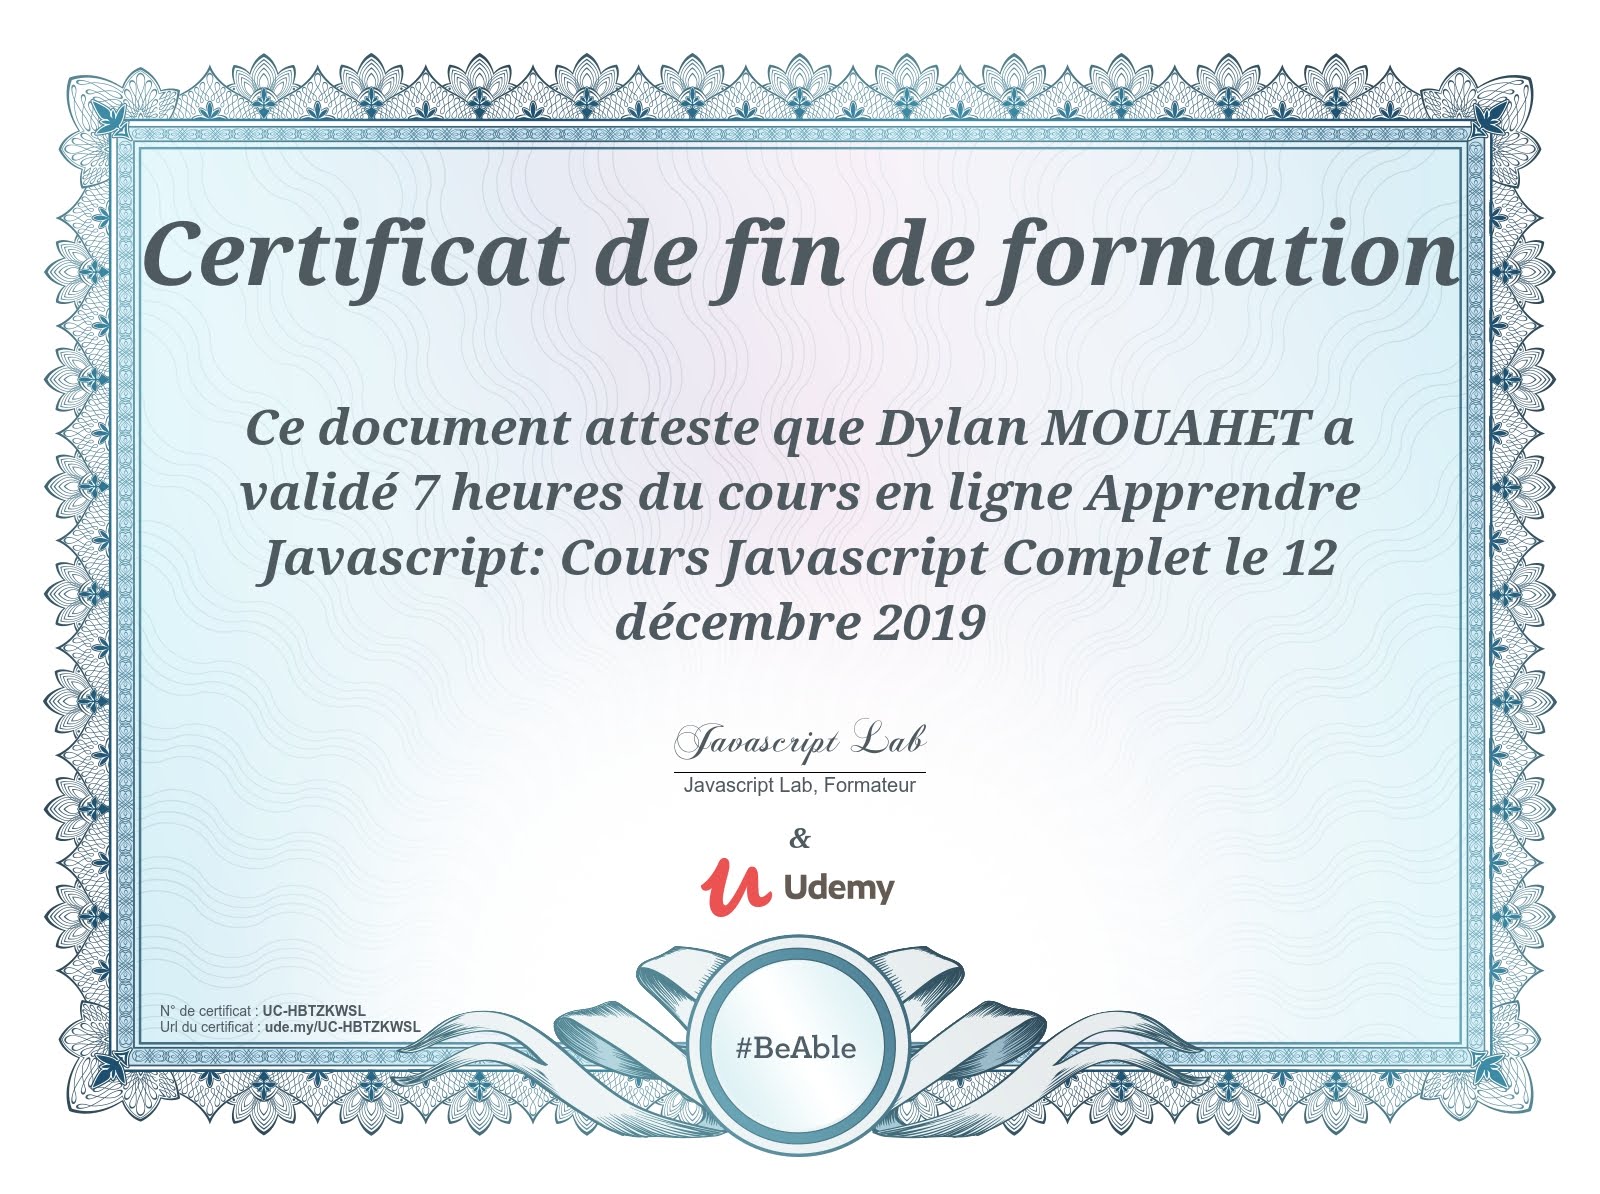 Certificat de fin de formation
Ce document atteste que Dylan MOUAHET a
validé 7 heures du cours en ligne Apprendre
Javascript: Cours Javascript Complet le 12
décembre 2019
Javascript Lab
Javascript Lab, Formateur
&
Udemy
N° de certificat : UC-HBTZKWSL
Url du certificat : ude.my/UC-HBTZKWSL
#BeAble